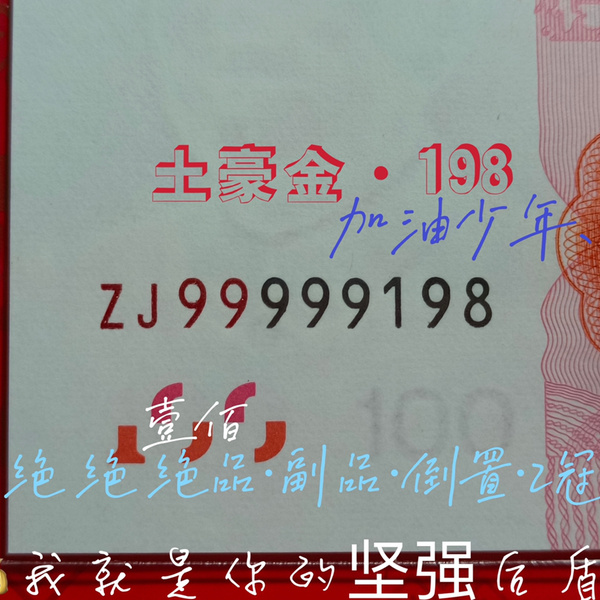 土豪金·198
加油少年、
ZJ99999198
壹佰
100
绝绝绝品·副品·倒置·2冠
我就是你的坚强后盾